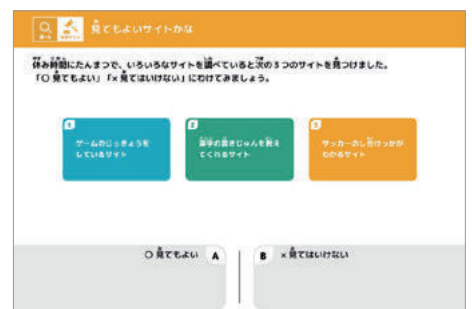 見てもよいサイトかな
休み時間にたんまつで、いろいろなサイトを調べていると次の3つのサイトを見つけました。
「○ 見てもよい」「× 見てはいけない」にわけてみましょう。
1
ゲームのじっきょうを
しているサイト
2
漢字の書きじゅんを教え
てくれるサイト
3
サッカーのし合けっかが
わかるサイト
○ 見てもよい A
B × 見てはいけない